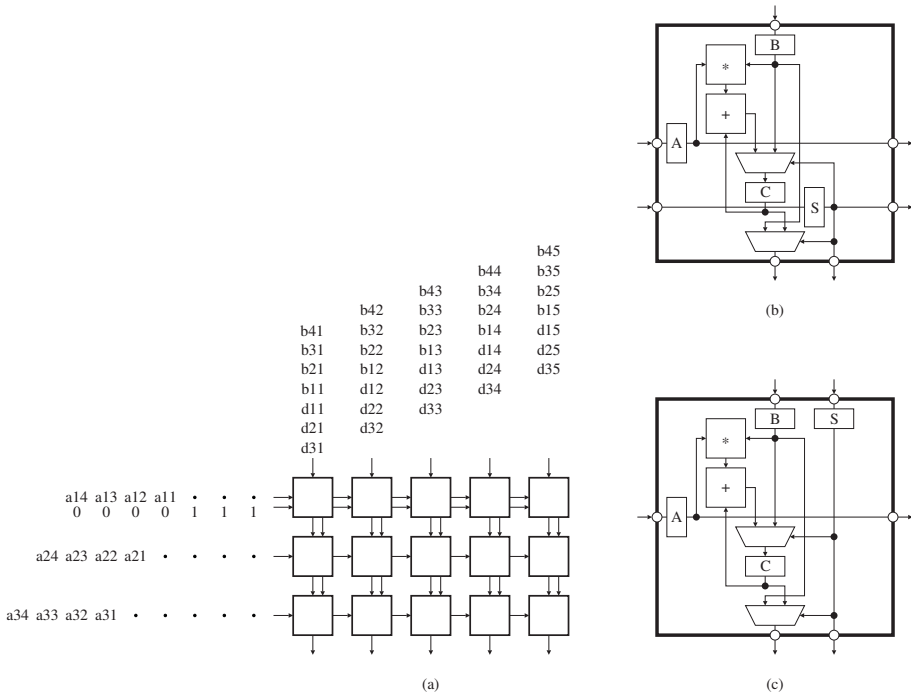 b45
b44 b35
b43 b34 b25
b42 b33 b24 b15
b41 b32 b23 b14 d15
b31 b22 b13 d14 d25
b21 b12 d13 d24 d35
b11 d12 d23 d34
d11 d22 d33
d21 d32
d31
a14 a13 a12 a11 • • •
0 0 0 0 1 1 1
a24 a23 a22 a21 • • • •
a34 a33 a32 a31 • • • • •
(a)
B
*
+
A
C
S
(b)
B S
*
+
A
C
(c)